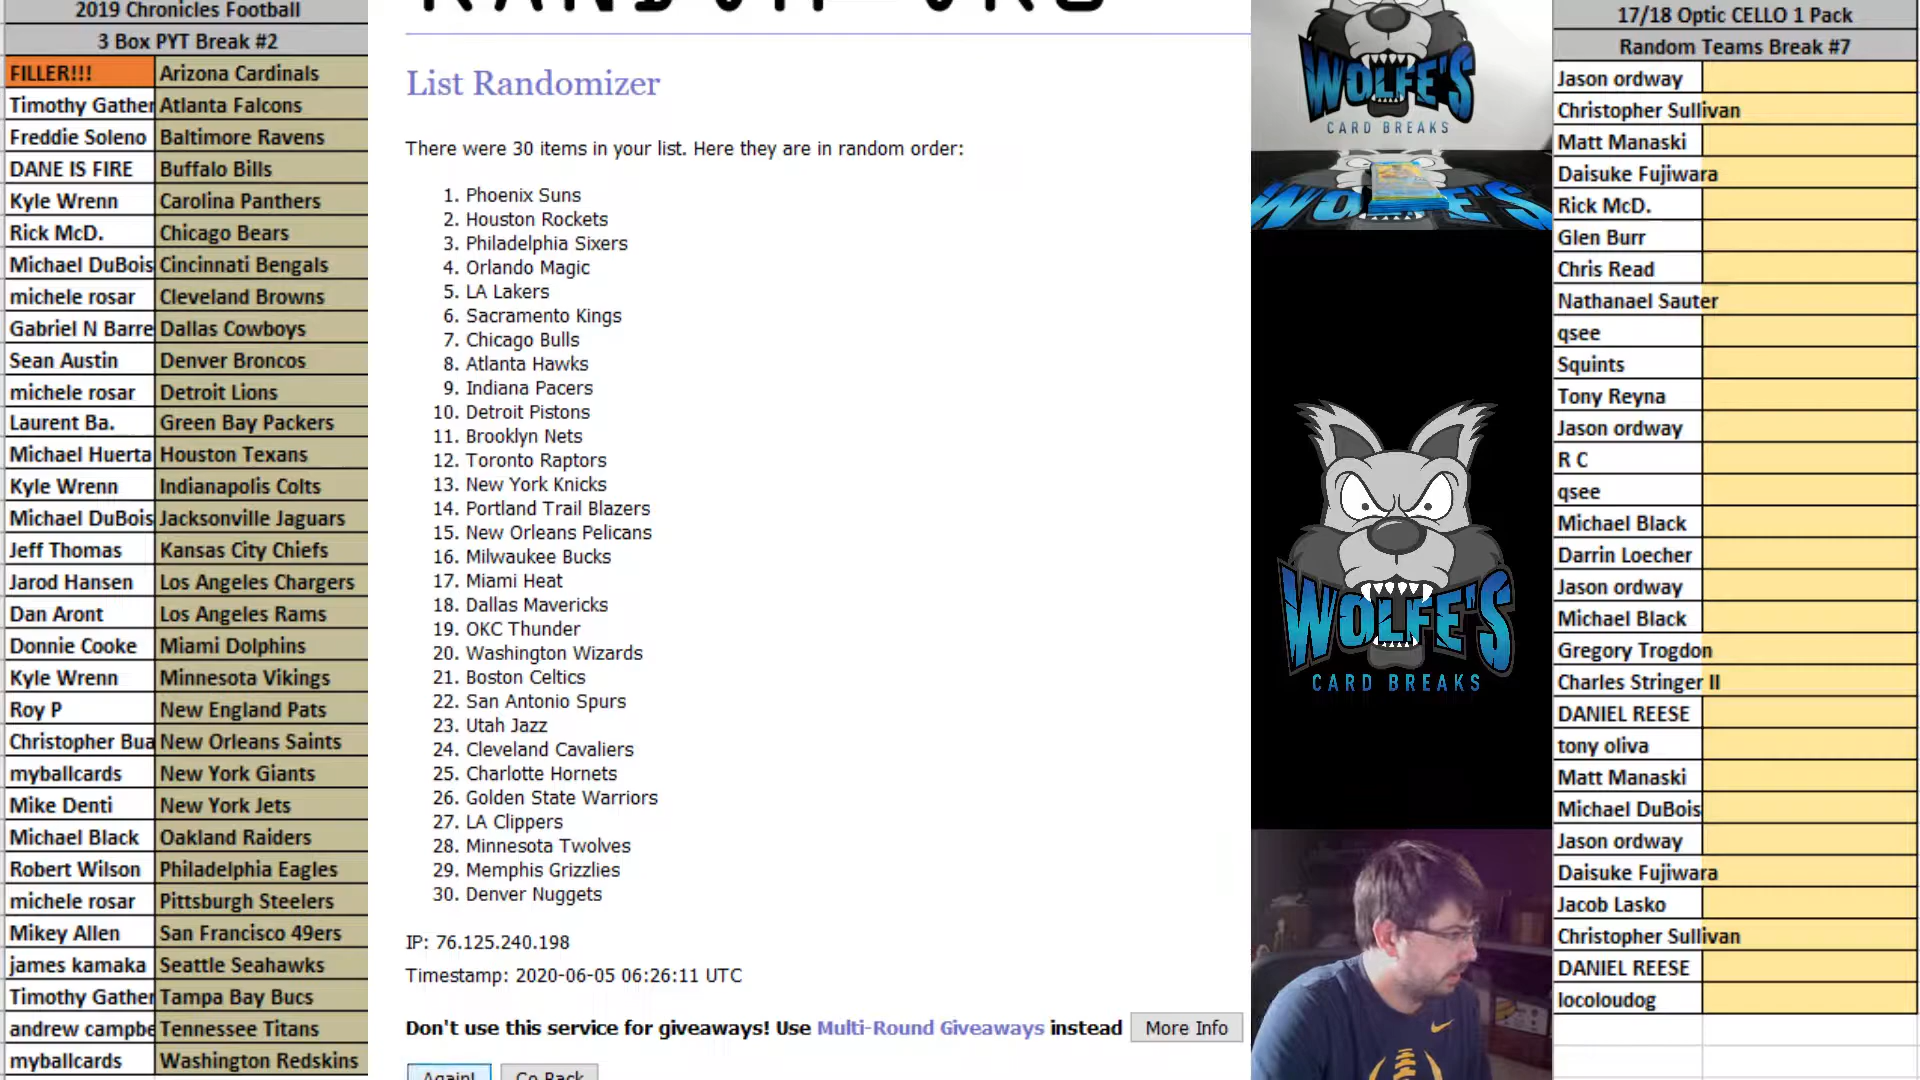 2019 Chronicles Football
3 Box PYT Break #2
FILLER!!! Arizona Cardinals
Timothy Gather Atlanta Falcons
Freddie Soleno Baltimore Ravens
DANE IS FIRE Buffalo Bills
Kyle Wrenn Carolina Panthers
Rick McD. Chicago Bears
Michael DuBois Cincinnati Bengals
michele rosar Cleveland Browns
Gabriel N Barre Dallas Cowboys
Sean Austin Denver Broncos
michele rosar Detroit Lions
Laurent Ba. Green Bay Packers
Michael Huerta Houston Texans
Kyle Wrenn Indianapolis Colts
Michael DuBois Jacksonville Jaguars
Jeff Thomas Kansas City Chiefs
Jarod Hansen Los Angeles Chargers
Dan Aront Los Angeles Rams
Donnie Cooke Miami Dolphins
Kyle Wrenn Minnesota Vikings
Roy P New England Pats
Christopher Bua New Orleans Saints
myballcards New York Giants
Mike Denti New York Jets
Michael Black Oakland Raiders
Robert Wilson Philadelphia Eagles
michele rosar Pittsburgh Steelers
Mikey Allen San Francisco 49ers
james kamaka Seattle Seahawks
Timothy Gather Tampa Bay Bucs
andrew campbe Tennessee Titans
myballcards Washington Redskins
List Randomizer
There were 30 items in your list. Here they are in random order:
1. Phoenix Suns
2. Houston Rockets
3. Philadelphia Sixers
4. Orlando Magic
5. LA Lakers
6. Sacramento Kings
7. Chicago Bulls
8. Atlanta Hawks
9. Indiana Pacers
10. Detroit Pistons
11. Brooklyn Nets
12. Toronto Raptors
13. New York Knicks
14. Portland Trail Blazers
15. New Orleans Pelicans
16. Milwaukee Bucks
17. Miami Heat
18. Dallas Mavericks
19. OKC Thunder
20. Washington Wizards
21. Boston Celtics
22. San Antonio Spurs
23. Utah Jazz
24. Cleveland Cavaliers
25. Charlotte Hornets
26. Golden State Warriors
27. LA Clippers
28. Minnesota Twolves
29. Memphis Grizzlies
30. Denver Nuggets
IP: 76.125.240.198
Timestamp: 2020-06-05 06:26:11 UTC
Don't use this service for giveaways! Use Multi-Round Giveaways instead More Info
Again! Go Back
WOLFE'S
CARD BREAKS
WOLFE'S
CARD BREAKS
17/18 Optic CELLO 1 Pack
Random Teams Break #7
Jason ordway
Christopher Sullivan
Matt Manaski
Daisuke Fujiwara
Rick McD.
Glen Burr
Chris Read
Nathanael Sauter
qsee
Squints
Tony Reyna
Jason ordway
R C
qsee
Michael Black
Darrin Loecher
Jason ordway
Michael Black
Gregory Trogdon
Charles Stringer II
DANIEL REESE
tony oliva
Matt Manaski
Michael DuBois
Jason ordway
Daisuke Fujiwara
Jacob Lasko
Christopher Sullivan
DANIEL REESE
locoloudog